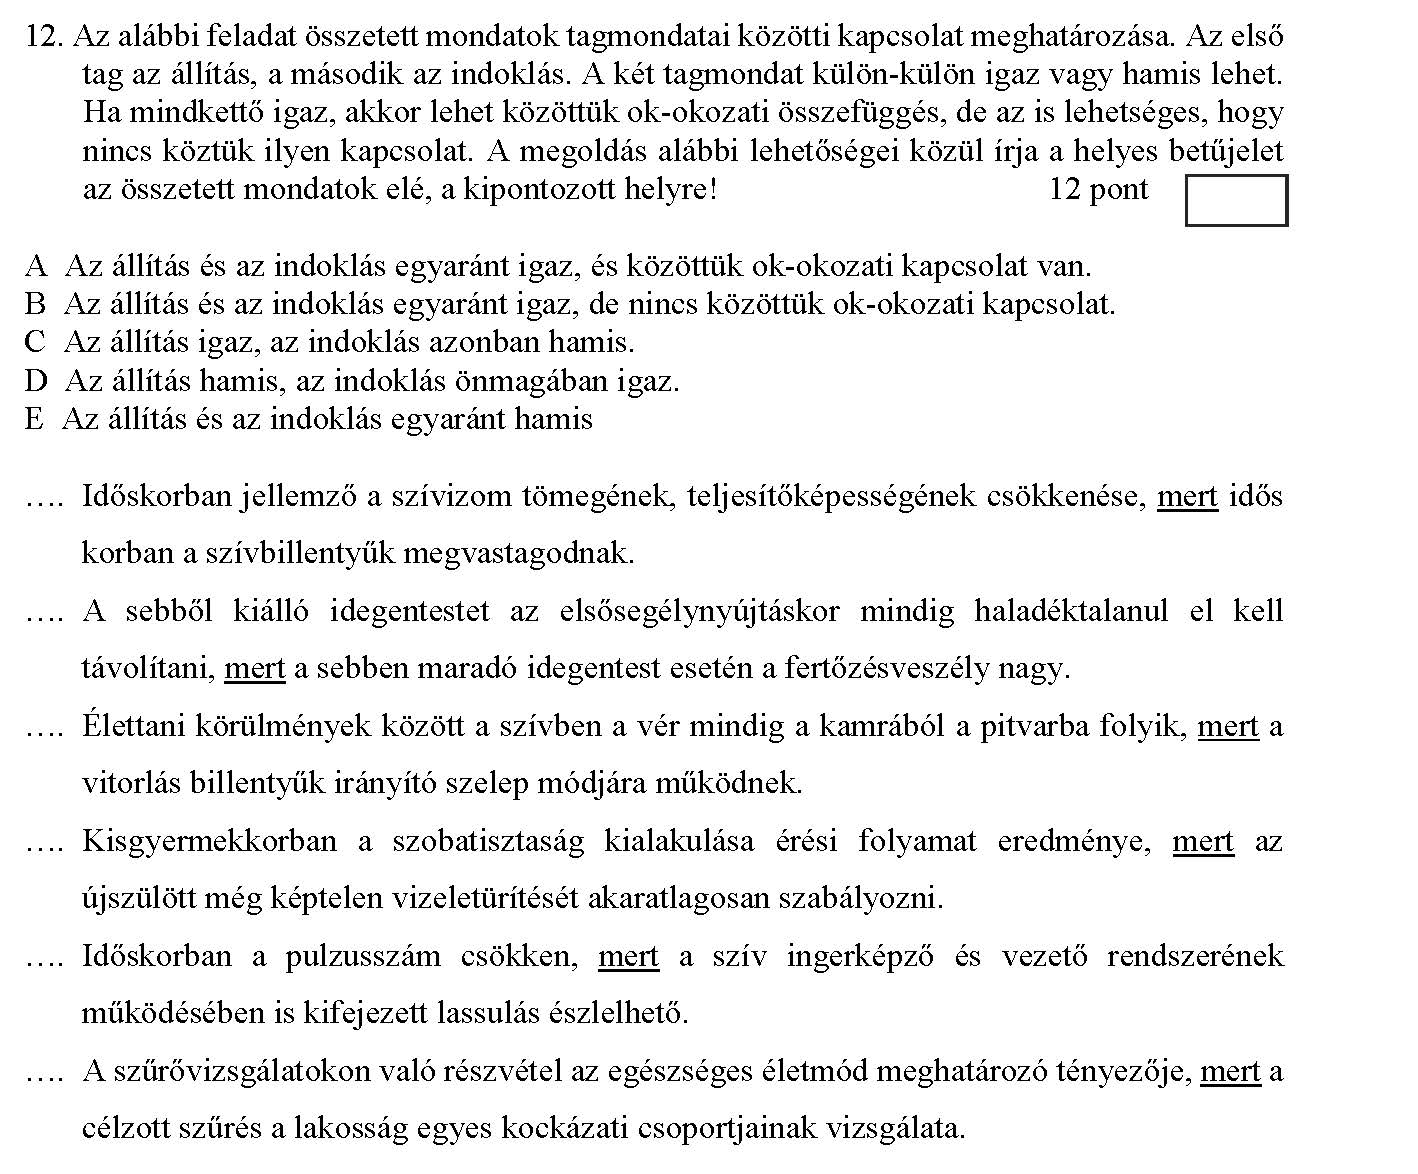 12. Az alábbi feladat összetett mondatok tagmondatai közötti kapcsolat meghatározása. Az első
tag az állítás, a második az indoklás. A két tagmondat külön-külön igaz vagy hamis lehet.
Ha mindkettő igaz, akkor lehet közöttük ok-okozati összefüggés, de az is lehetséges, hogy
nincs köztük ilyen kapcsolat. A megoldás alábbi lehetőségei közül írja a helyes betűjelet
az összetett mondatok elé, a kipontozott helyre! 12 pont
A Az állítás és az indoklás egyaránt igaz, és közöttük ok-okozati kapcsolat van.
B Az állítás és az indoklás egyaránt igaz, de nincs közöttük ok-okozati kapcsolat.
C Az állítás igaz, az indoklás azonban hamis.
D Az állítás hamis, az indoklás önmagában igaz.
E Az állítás és az indoklás egyaránt hamis
.... Időskorban jellemző a szívizom tömegének, teljesítőképességének csökkenése, mert idős
korban a szívbillentyűk megvastagodnak.
.... A sebből kiálló idegentestet az elsősegélynyújtáskor mindig haladéktalanul el kell
távolítani, mert a sebben maradó idegentest esetén a fertőzésveszély nagy.
.... Élettani körülmények között a szívben a vér mindig a kamrából a pitvarba folyik, mert a
vitorlás billentyűk irányító szelep módjára működnek.
.... Kisgyermekkorban a szobatisztaság kialakulása érési folyamat eredménye, mert az
újszülött még képtelen vizeletürítését akaratlagosan szabályozni.
.... Időskorban a pulzusszám csökken, mert a szív ingerképző és vezető rendszerének
működésében is kifejezett lassulás észlelhető.
.... A szűrővizsgálatokon való részvétel az egészséges életmód meghatározó tényezője, mert a
célzott szűrés a lakosság egyes kockázati csoportjainak vizsgálata.